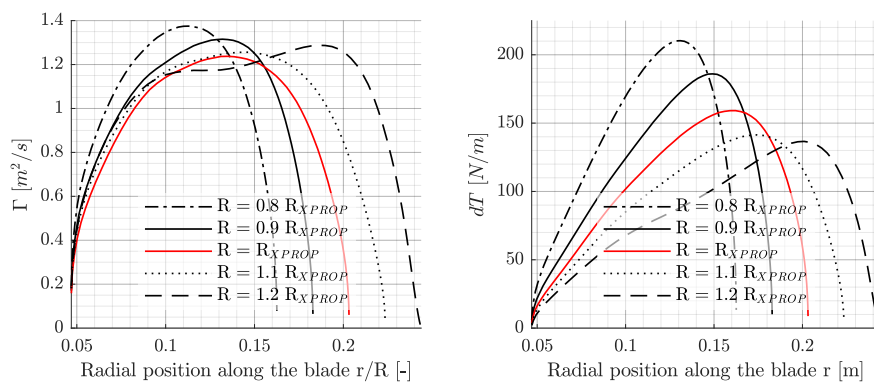 1.4
1.2
1
0.8
0.6
0.4
0.2
0
Γ [m²/s]
R = 0.8 R_XPROP
R = 0.9 R_XPROP
R = R_XPROP
R = 1.1 R_XPROP
R = 1.2 R_XPROP
0.05 0.1 0.15 0.2
Radial position along the blade r/R [-]
200
150
100
50
0
dT [N/m]
R = 0.8 R_XPROP
R = 0.9 R_XPROP
R = R_XPROP
R = 1.1 R_XPROP
R = 1.2 R_XPROP
0.05 0.1 0.15 0.2
Radial position along the blade r [m]